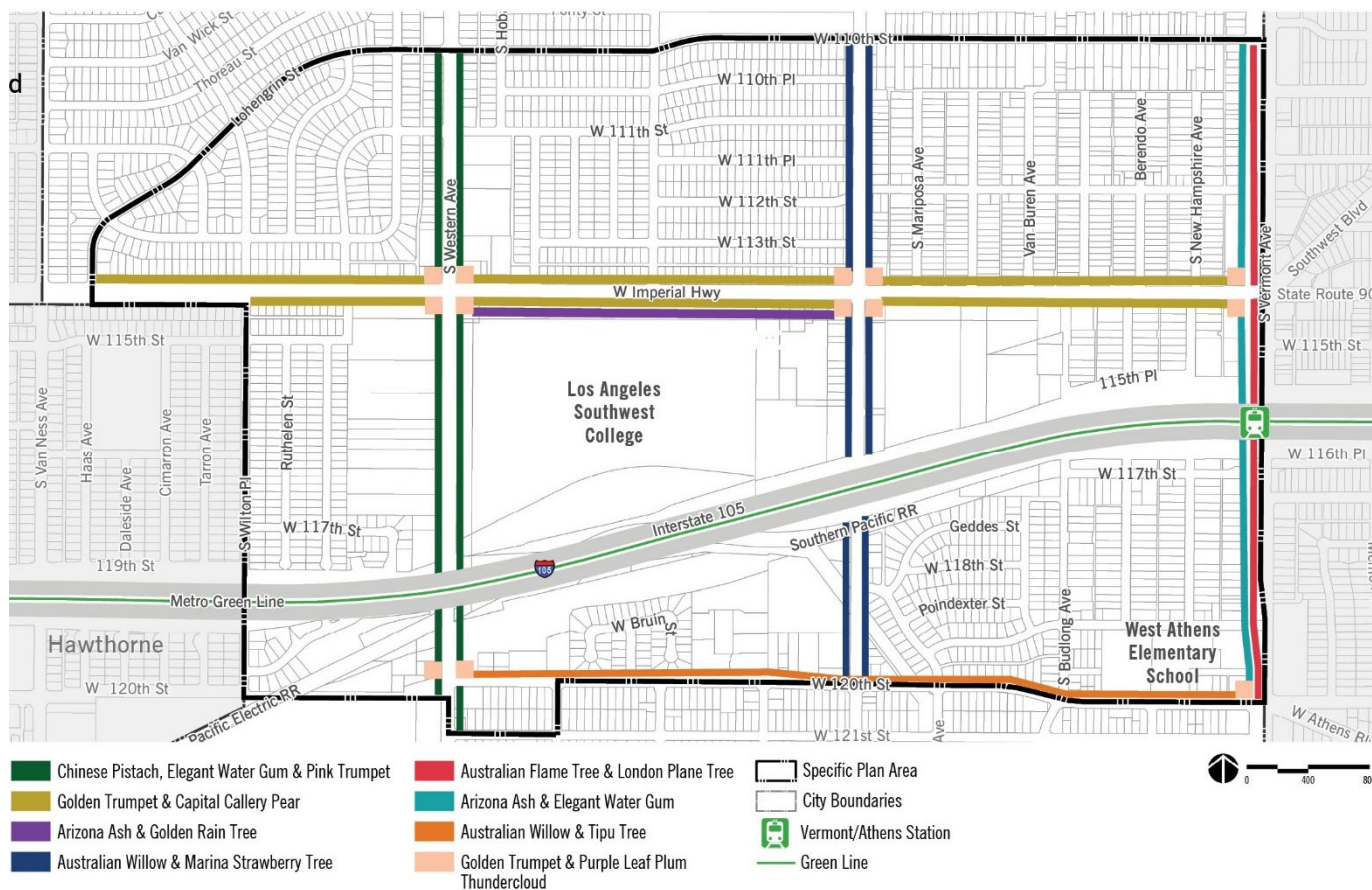 d
Van Wick St
Thoreau St
Lohengrin St
S Hob
W 110th St
W 110th Pl
W 111th St
W 111th Pl
W 112th St
W 113th St
S Western Ave
S Mariposa Ave
Van Buren Ave
Berendo Ave
S New Hampshire Ave
S Vermont Ave
Southwest Blvd
W Imperial Hwy
State Route 90
W 115th St
W 115th St
115th Pl
S Van Ness Ave
Haas Ave
Daleside Ave
Cimarron Ave
Tarron Ave
S Wilton Pl
Ruthelen St
Los Angeles
Southwest
College
W 116th Pl
W 117th St
W 117th St
Interstate 105
Southern Pacific RR
Geddes St
W 118th St
Poindexter St
119th St
105
Metro Green Line
Hawthorne
W Bruin St
S Budlong Ave
West Athens
Elementary
School
W 120th St
W 120th St
Pacific Electric RR
W 121st St
Ave
W Athens Bl
Chinese Pistach, Elegant Water Gum & Pink Trumpet
Golden Trumpet & Capital Callery Pear
Arizona Ash & Golden Rain Tree
Australian Willow & Marina Strawberry Tree
Australian Flame Tree & London Plane Tree
Arizona Ash & Elegant Water Gum
Australian Willow & Tipu Tree
Golden Trumpet & Purple Leaf Plum
Thundercloud
Specific Plan Area
City Boundaries
Vermont/Athens Station
Green Line
0 400 80